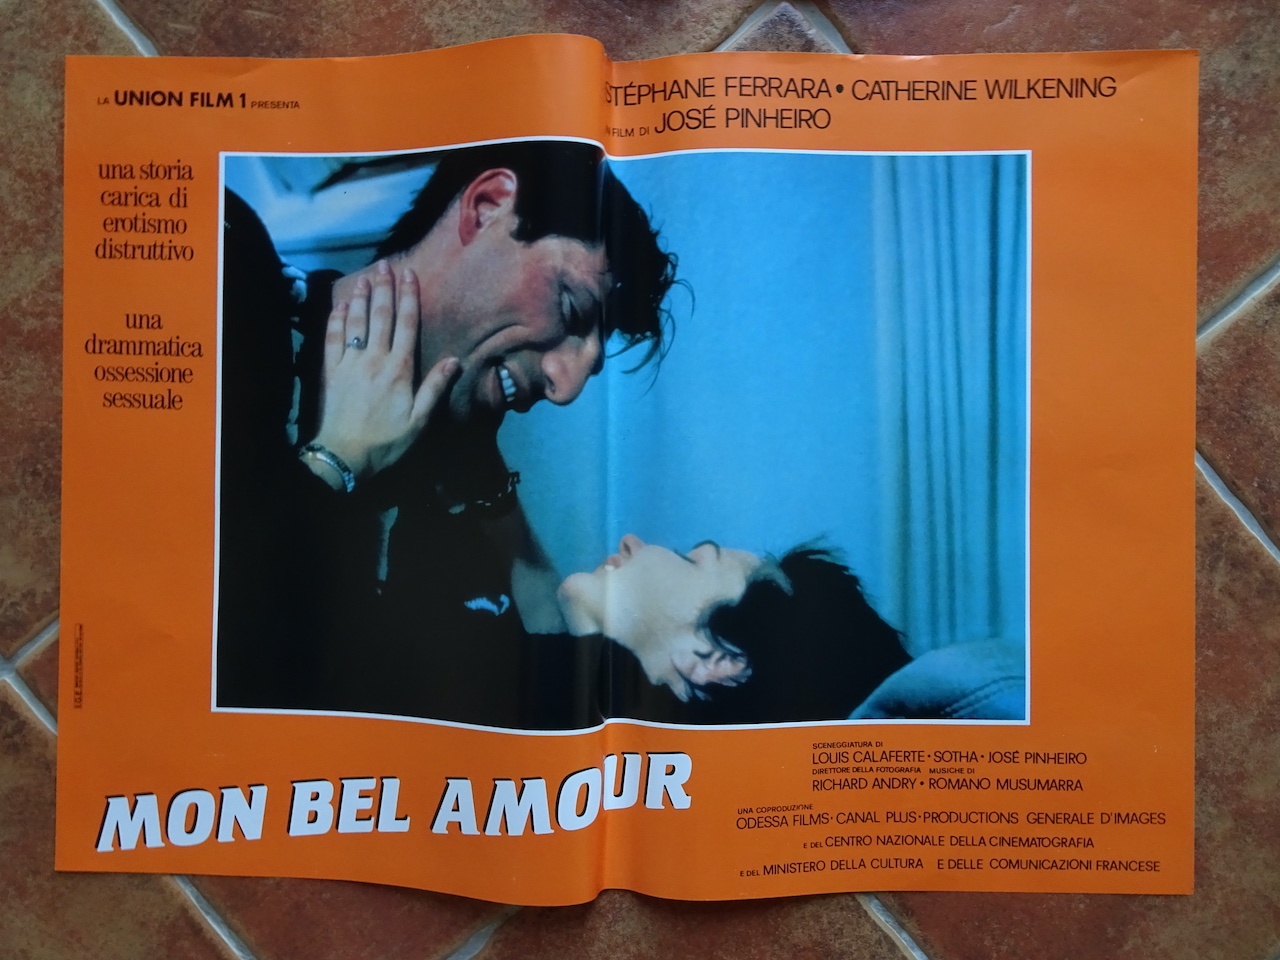 LA UNION FILM 1 PRESENTA
STÉPHANE FERRARA • CATHERINE WILKENING
FILM DI JOSÉ PINHEIRO
una storia
carica di
erotismo
distruttivo
una
drammatica
ossessione
sessuale
MON BEL AMOUR
SCENEGGIATURA DI
LOUIS CALAFERTE • SOTHA • JOSÉ PINHEIRO
DIRETTORE DELLA FOTOGRAFIA MUSICHE DI
RICHARD ANDRY • ROMANO MUSUMARRA
UNA COPRODUZIONE
ODESSA FILMS • CANAL PLUS • PRODUCTIONS GENERALE D'IMAGES
E DEL CENTRO NAZIONALE DELLA CINEMATOGRAFIA
E DEL MINISTERO DELLA CULTURA E DELLE COMUNICAZIONI FRANCESE